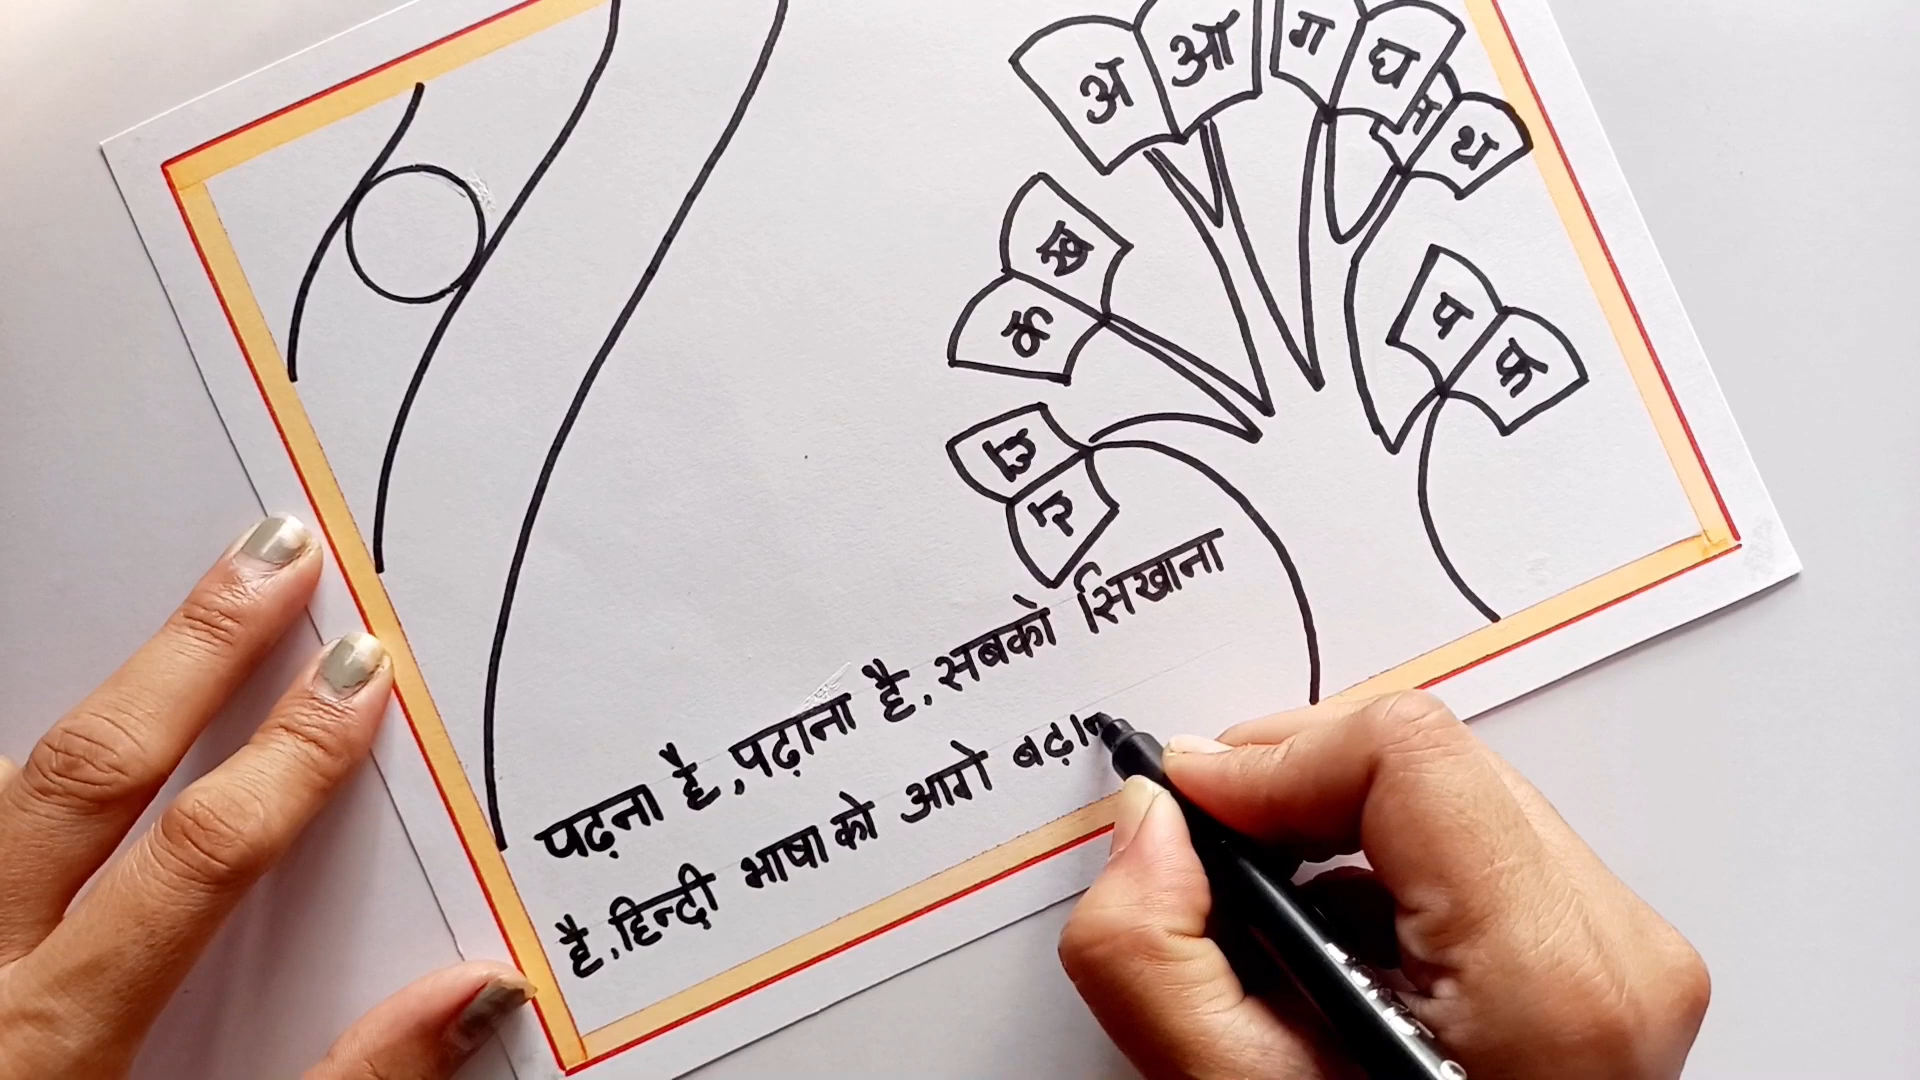 अ आ
ग घ
म ध
ख
क
प फ
ज
च
पढ़ना है, पढ़ाना है, सबको सिखाना
है, हिन्दी भाषा को आगे बढ़ान